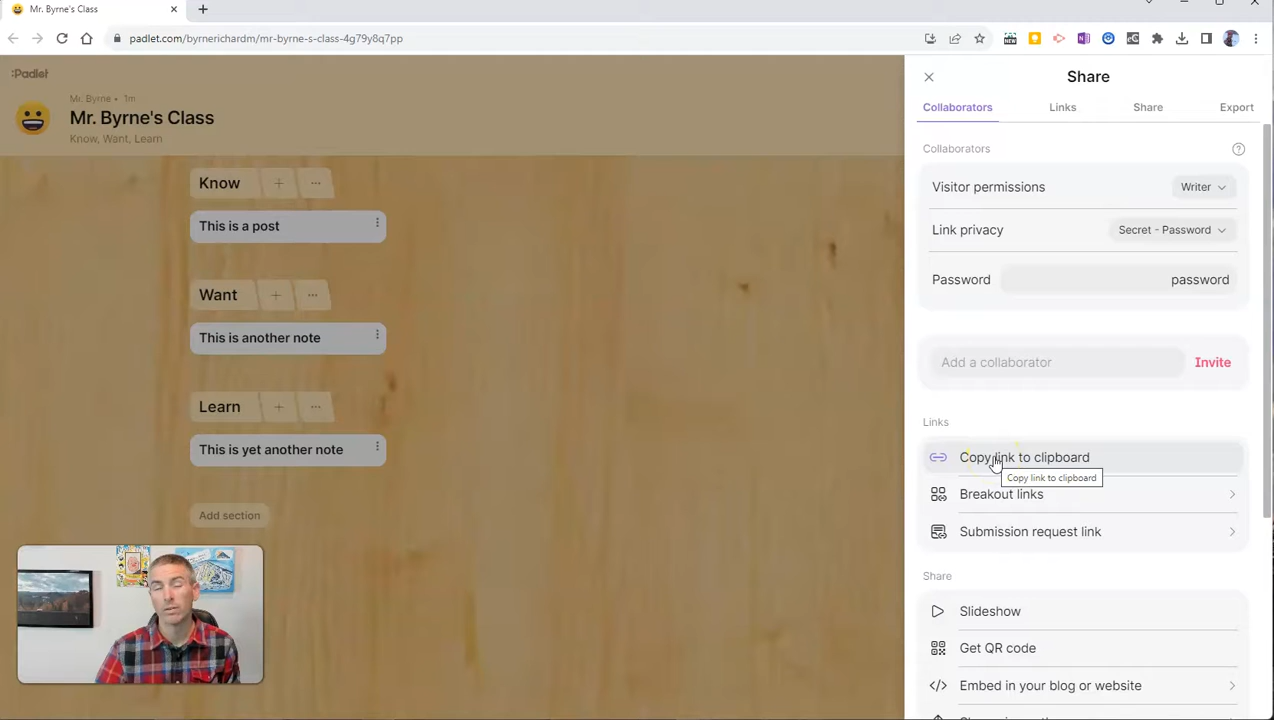 Mr. Byrne's Class
padlet.com/byrnerichardm/mr-byrne-s-class-4g79y8q7pp
:Padlet
Mr. Byrne • 1m
Mr. Byrne's Class
Know, Want, Learn
Know
This is a post
Want
This is another note
Learn
This is yet another note
Add section
Share
Collaborators Links Share Export
Collaborators
Visitor permissions Writer
Link privacy Secret - Password
Password password
Add a collaborator Invite
Links
Copy link to clipboard
Copy link to clipboard
Breakout links
Submission request link
Share
Slideshow
Get QR code
Embed in your blog or website